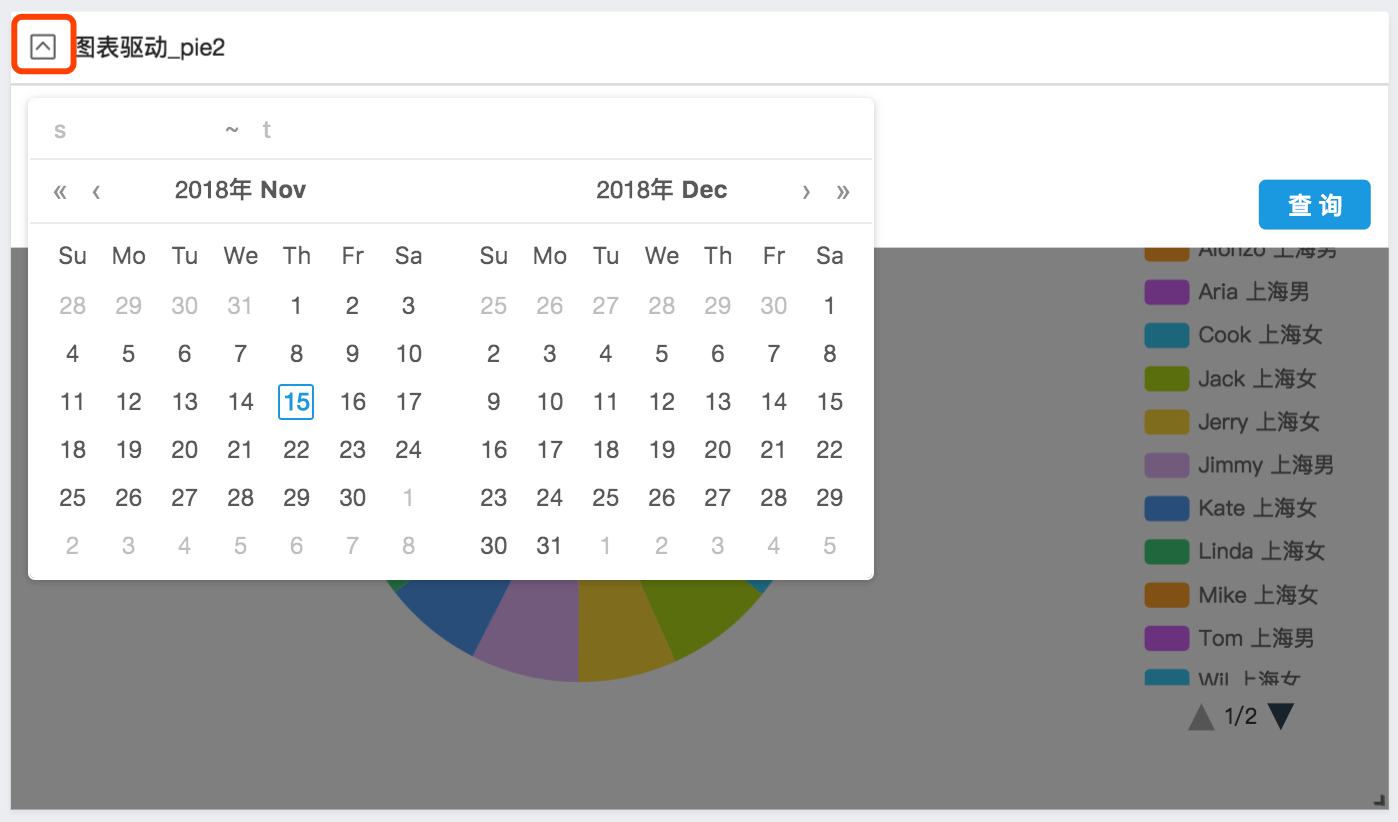 图表驱动_pie2
s ~ t
« ‹ 2018年 Nov 2018年 Dec › »
查 询
Su Mo Tu We Th Fr Sa Su Mo Tu We Th Fr Sa
28 29 30 31 1 2 3 25 26 27 28 29 30 1
4 5 6 7 8 9 10 2 3 4 5 6 7 8
11 12 13 14 15 16 17 9 10 11 12 13 14 15
18 19 20 21 22 23 24 16 17 18 19 20 21 22
25 26 27 28 29 30 1 23 24 25 26 27 28 29
2 3 4 5 6 7 8 30 31 1 2 3 4 5
Alonzo 上海男
Aria 上海男
Cook 上海女
Jack 上海女
Jerry 上海女
Jimmy 上海男
Kate 上海女
Linda 上海女
Mike 上海女
Tom 上海男
Wil 上海女
1/2